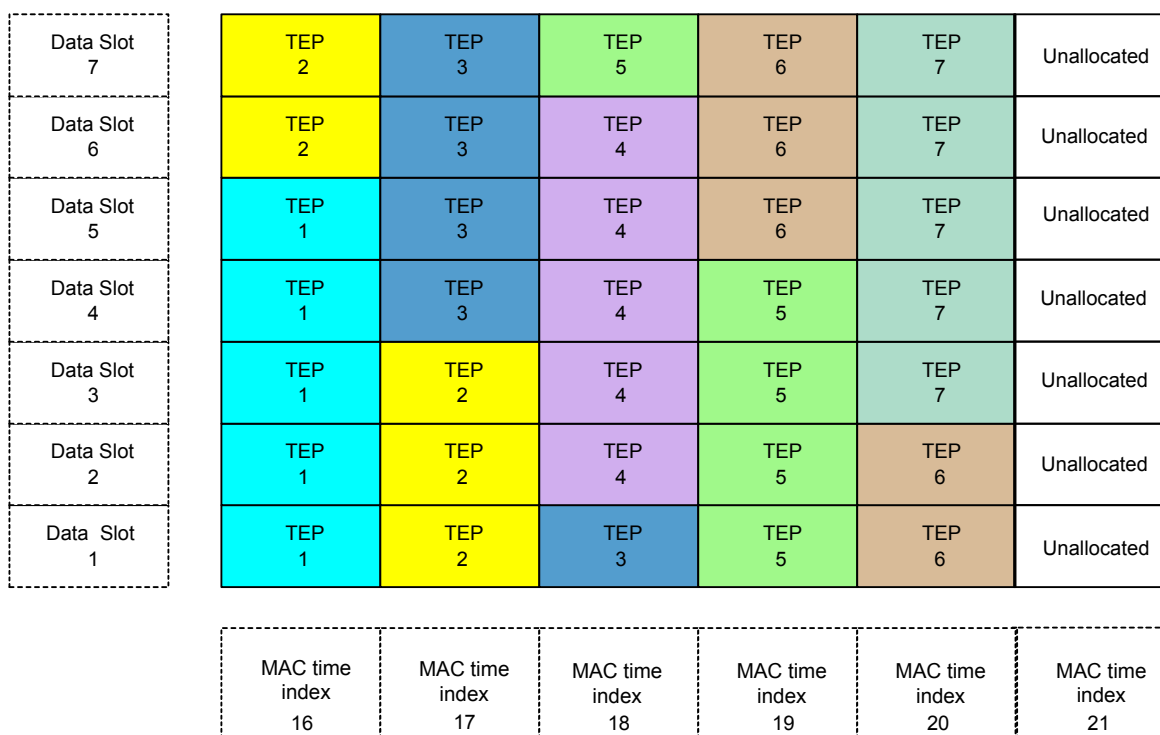 Data Slot
7
TEP
2
TEP
3
TEP
5
TEP
6
TEP
7
Unallocated
Data Slot
6
TEP
2
TEP
3
TEP
4
TEP
6
TEP
7
Unallocated
Data Slot
5
TEP
1
TEP
3
TEP
4
TEP
6
TEP
7
Unallocated
Data Slot
4
TEP
1
TEP
3
TEP
4
TEP
5
TEP
7
Unallocated
Data Slot
3
TEP
1
TEP
2
TEP
4
TEP
5
TEP
7
Unallocated
Data Slot
2
TEP
1
TEP
2
TEP
4
TEP
5
TEP
6
Unallocated
Data Slot
1
TEP
1
TEP
2
TEP
3
TEP
5
TEP
6
Unallocated
MAC time
index
16
MAC time
index
17
MAC time
index
18
MAC time
index
19
MAC time
index
20
MAC time
index
21